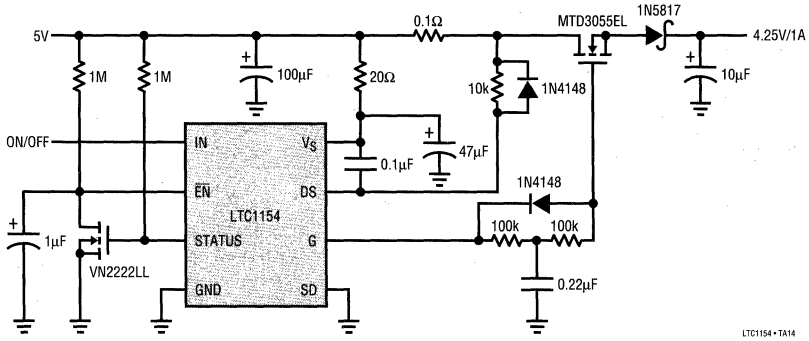 5V
0.1Ω
MTD3055EL
1N5817
4.25V/1A
1M
1M
+
100µF
20Ω
10k
1N4148
+
10µF
ON/OFF
IN
VS
0.1µF
+
47µF
EN
DS
LTC1154
1N4148
+
1µF
VN2222LL
STATUS
G
100k
100k
GND
SD
0.22µF
LTC1154 • TA14